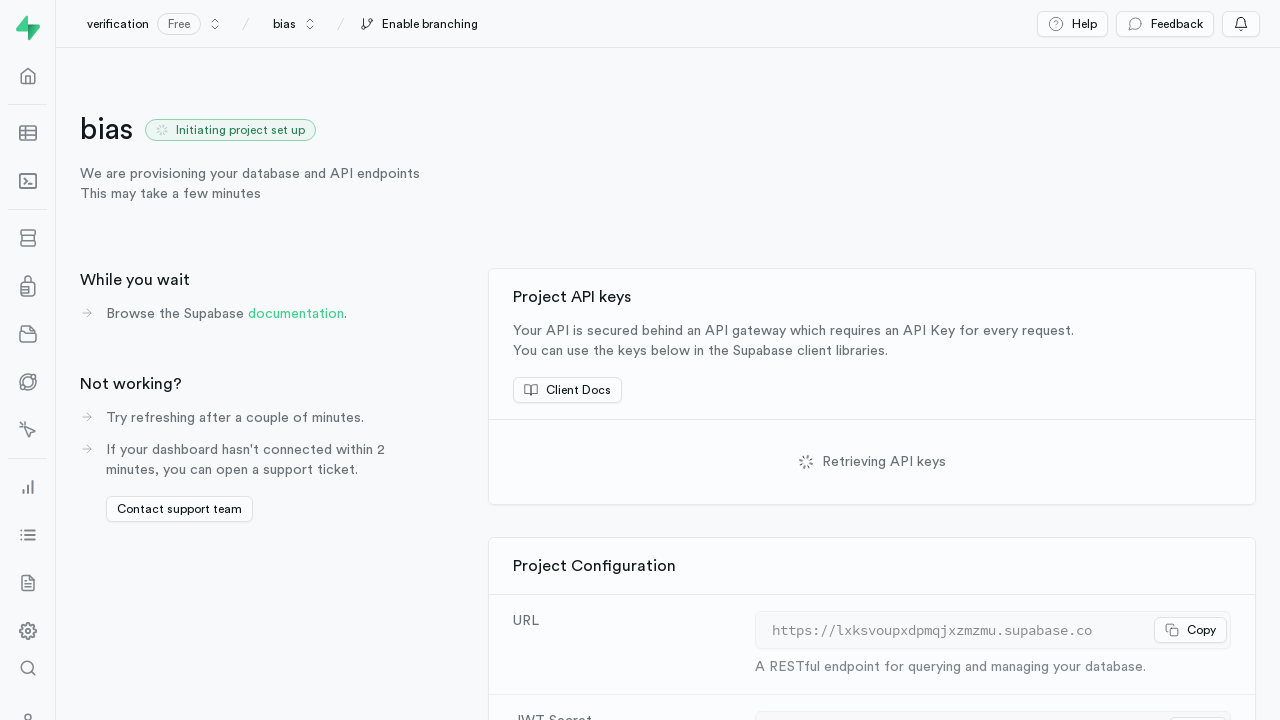 verification Free / bias / Enable branching
Help Feedback
bias Initiating project set up
We are provisioning your database and API endpoints
This may take a few minutes
While you wait
Browse the Supabase documentation.
Not working?
Try refreshing after a couple of minutes.
If your dashboard hasn't connected within 2
minutes, you can open a support ticket.
Contact support team
Project API keys
Your API is secured behind an API gateway which requires an API Key for every request.
You can use the keys below in the Supabase client libraries.
Client Docs
Retrieving API keys
Project Configuration
URL
https://lxksvoupxdpmqjxzmzmu.supabase.co Copy
A RESTful endpoint for querying and managing your database.
JWT Secret